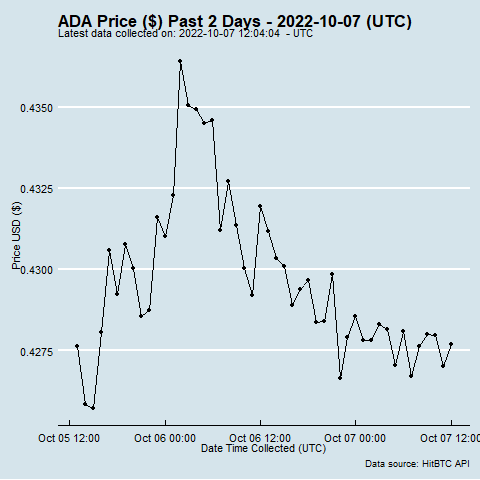 ADA Price ($) Past 2 Days - 2022-10-07 (UTC)
Latest data collected on: 2022-10-07 12:04:04 - UTC
0.4350
0.4325
0.4300
0.4275
Price USD ($)
Oct 05 12:00 Oct 06 00:00 Oct 06 12:00 Oct 07 00:00 Oct 07 12:00
Date Time Collected (UTC)
Data source: HitBTC API